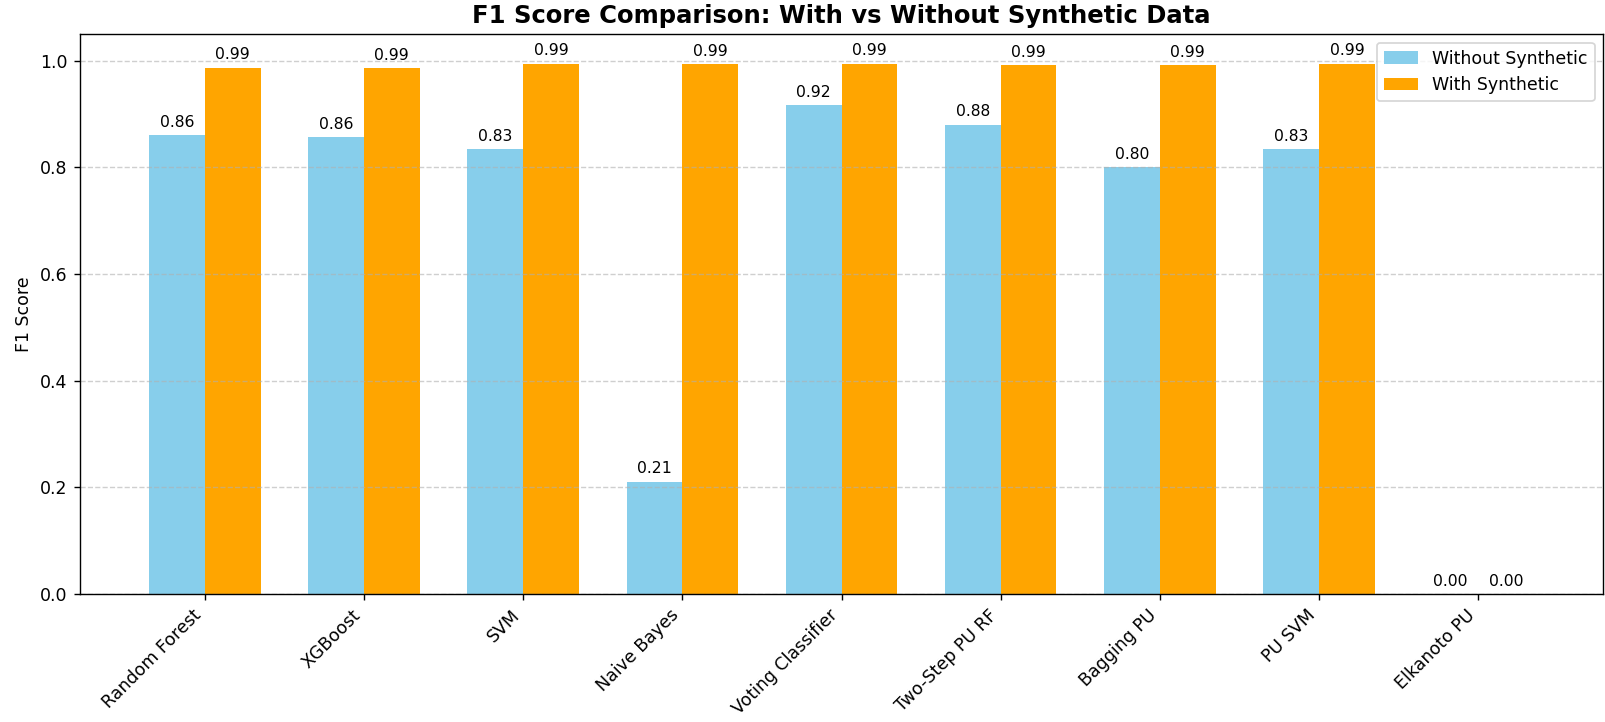 F1 Score Comparison: With vs Without Synthetic Data
F1 Score
1.0
0.8
0.6
0.4
0.2
0.0
Without Synthetic
With Synthetic
0.86 0.99
0.86 0.99
0.83 0.99
0.21 0.99
0.92 0.99
0.88 0.99
0.80 0.99
0.83 0.99
0.00 0.00
Random Forest
XGBoost
SVM
Naive Bayes
Voting Classifier
Two-Step PU RF
Bagging PU
PU SVM
Elkanoto PU